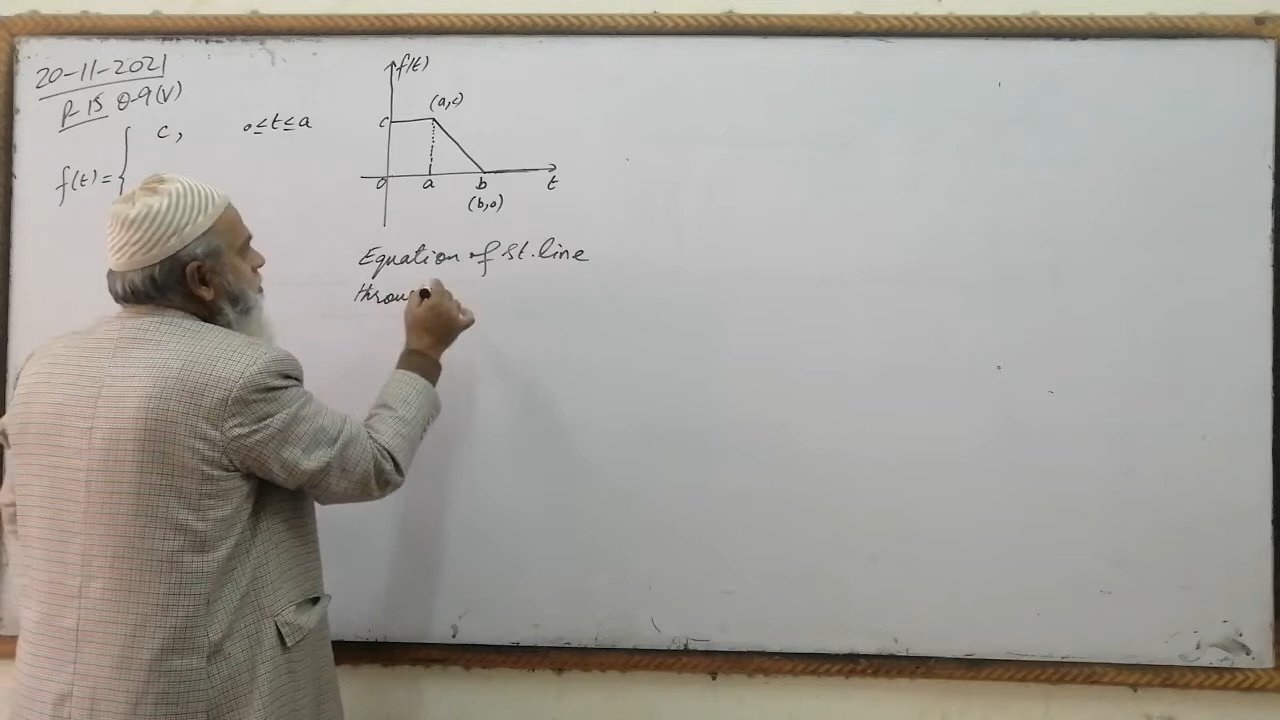 20-11-2021
P-15 Q-9(V)
f(t) = {
c, 0≤t≤a
f(t)
(a,c)
c
0 a b t
(b,0)
Equation of St. line
throu